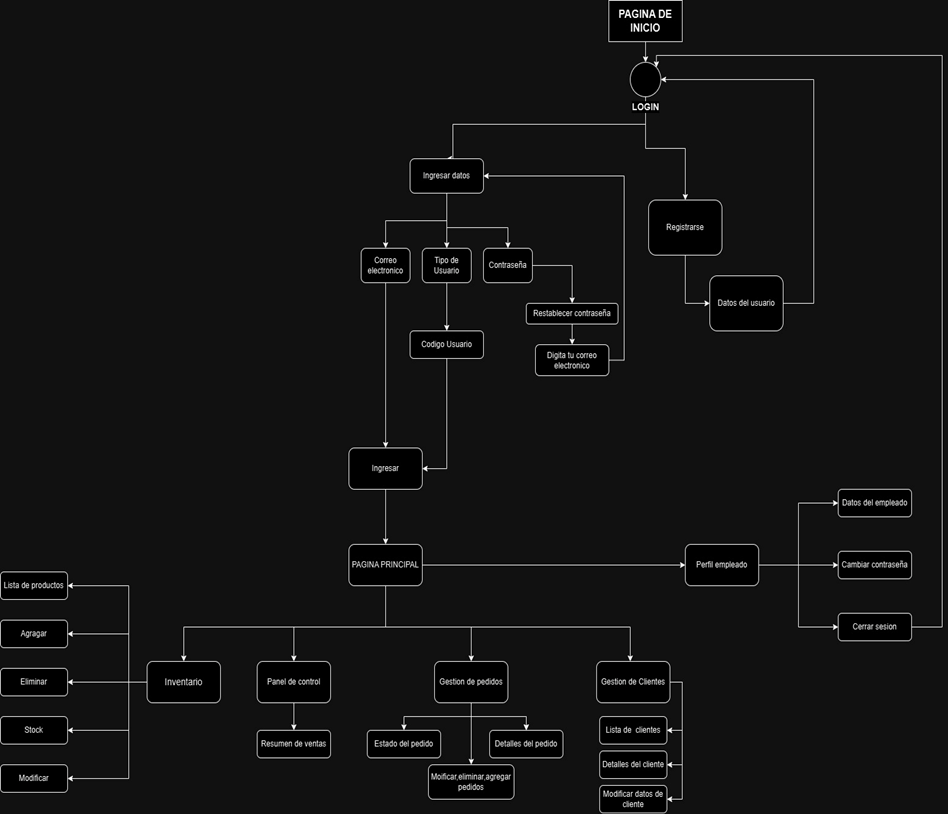 PAGINA DE
INICIO
LOGIN
Ingresar datos
Registrarse
Correo
electronico
Tipo de
Usuario
Contraseña
Datos del usuario
Restablecer contraseña
Codigo Usuario
Digita tu correo
electronico
Ingresar
PAGINA PRINCIPAL
Perfil empleado
Datos del empleado
Cambiar contraseña
Cerrar sesion
Lista de productos
Agragar
Eliminar
Stock
Modificar
Inventario
Panel de control
Resumen de ventas
Gestion de pedidos
Estado del pedido
Detalles del pedido
Moificar,eliminar,agregar
pedidos
Gestion de Clientes
Lista de clientes
Detalles del cliente
Modificar datos de
cliente